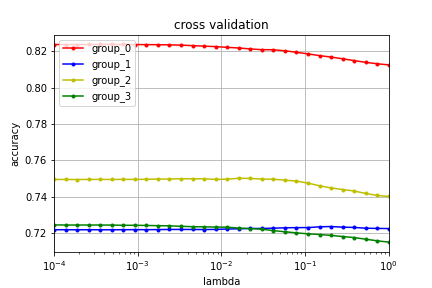 cross validation
group_0
group_1
group_2
group_3
accuracy
0.82
0.80
0.78
0.76
0.74
0.72
10⁻⁴ 10⁻³ 10⁻² 10⁻¹ 10⁰
lambda